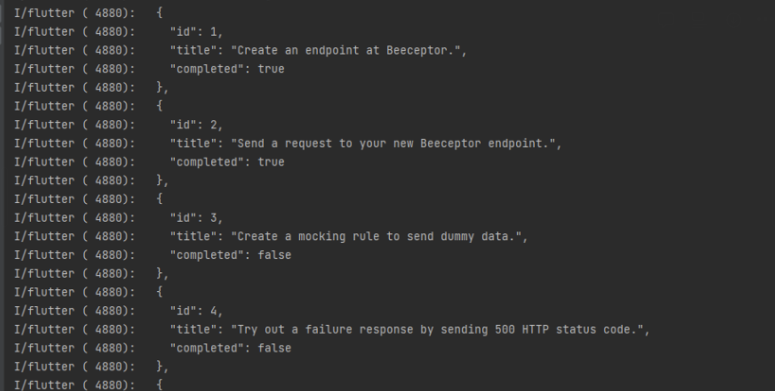 I/flutter ( 4880):   {
I/flutter ( 4880):     "id": 1,
I/flutter ( 4880):     "title": "Create an endpoint at Beeceptor.",
I/flutter ( 4880):     "completed": true
I/flutter ( 4880):   },
I/flutter ( 4880):   {
I/flutter ( 4880):     "id": 2,
I/flutter ( 4880):     "title": "Send a request to your new Beeceptor endpoint.",
I/flutter ( 4880):     "completed": true
I/flutter ( 4880):   },
I/flutter ( 4880):   {
I/flutter ( 4880):     "id": 3,
I/flutter ( 4880):     "title": "Create a mocking rule to send dummy data.",
I/flutter ( 4880):     "completed": false
I/flutter ( 4880):   },
I/flutter ( 4880):   {
I/flutter ( 4880):     "id": 4,
I/flutter ( 4880):     "title": "Try out a failure response by sending 500 HTTP status code.",
I/flutter ( 4880):     "completed": false
I/flutter ( 4880):   },
I/flutter ( 4880):   {